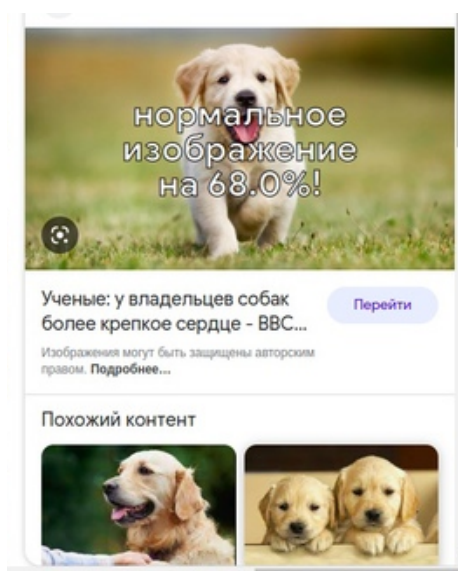 нормальное
изображение
на 68.0%!
Ученые: у владельцев собак
более крепкое сердце - BBC...
Перейти
Изображения могут быть защищены авторским
правом. Подробнее...
Похожий контент